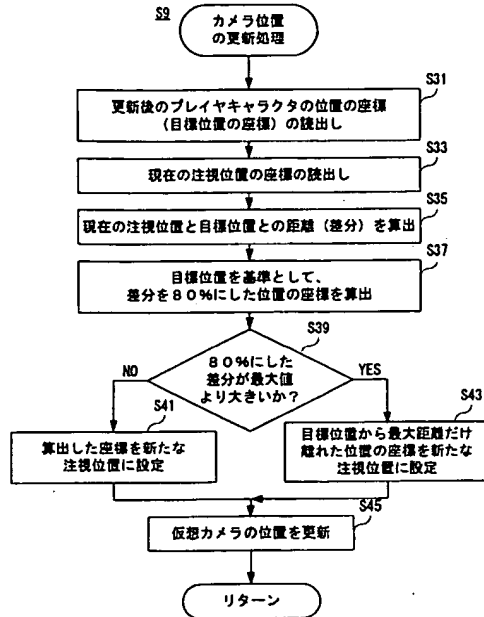 S9
カメラ位置
の更新処理
S31
更新後のプレイヤキャラクタの位置の座標
(目標位置の座標)の読出し
S33
現在の注視位置の座標の読出し
S35
現在の注視位置と目標位置との距離(差分)を算出
S37
目標位置を基準として、
差分を80%にした位置の座標を算出
S39
80%にした
差分が最大値
より大きいか?
NO
YES
S41
算出した座標を新たな
注視位置に設定
S43
目標位置から最大距離だけ
離れた位置の座標を新たな
注視位置に設定
S45
仮想カメラの位置を更新
リターン